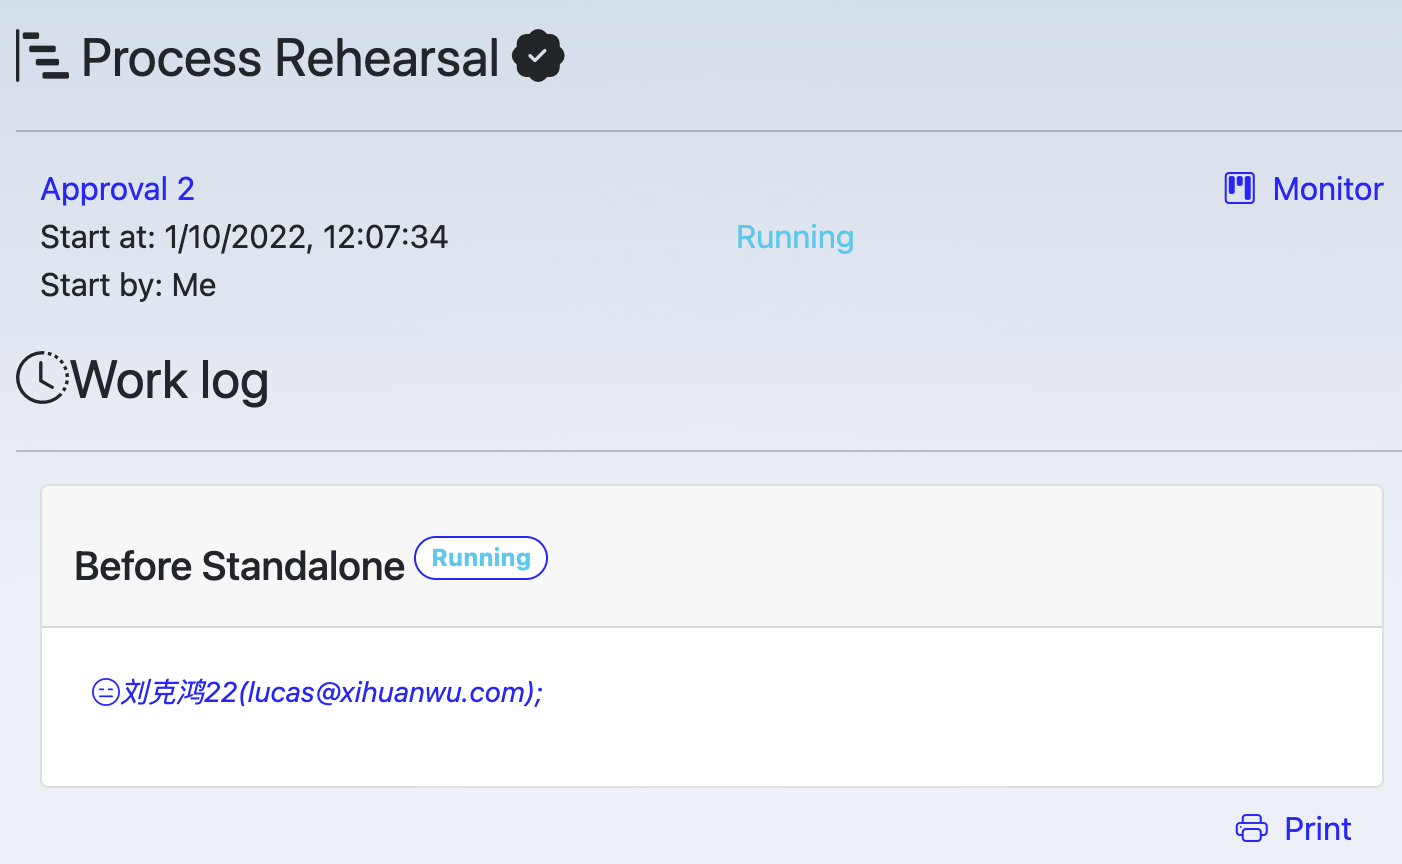 Process Rehearsal
Approval 2
Monitor
Start at: 1/10/2022, 12:07:34
Running
Start by: Me
Work log
Before Standalone Running
刘克鸿22(lucas@xihuanwu.com);
Print